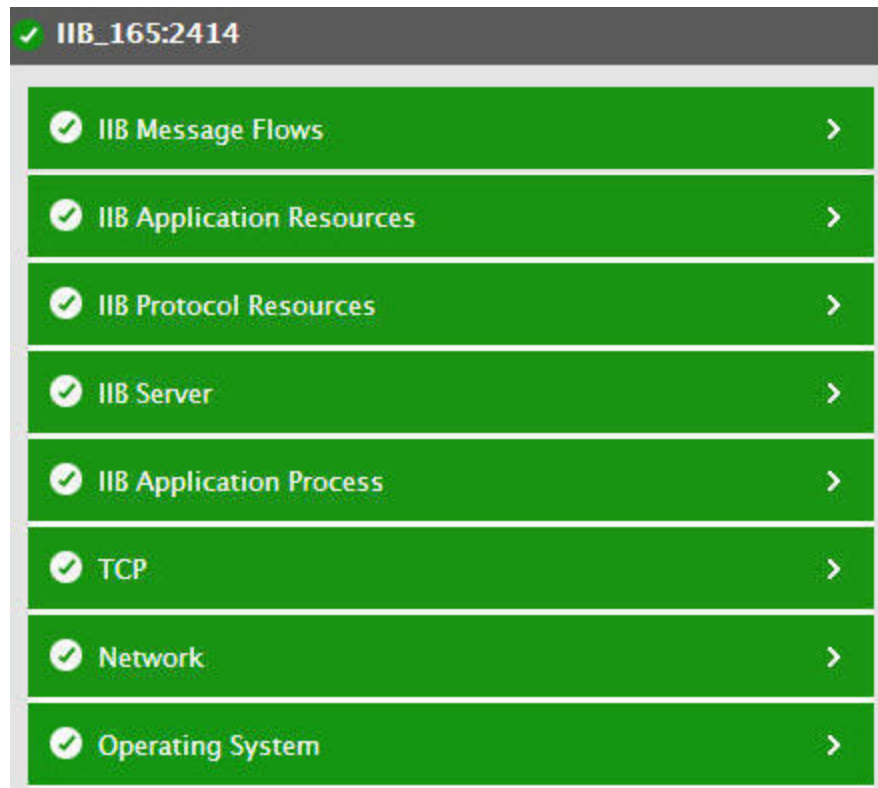 IIB_165:2414
IIB Message Flows
IIB Application Resources
IIB Protocol Resources
IIB Server
IIB Application Process
TCP
Network
Operating System